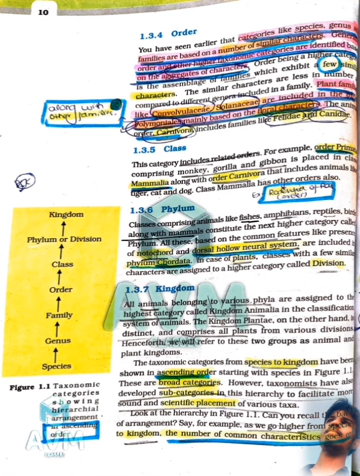 10
1.3.4 Order
You have seen earlier that categories like species, genus
families are based on a number of similar characters.
order and other higher taxonomic categories are identified
on the aggregates of characters. Order being a higher
is the assemblage of families which exhibit a few
characters. The similar characters are less in number
compared to different genera included in a family. Plant
like Convolvulaceae, Solanaceae are included in the
Polymoniales mainly based on the floral characters. The
order, Carnivora, includes families like Felidae and Canidae
along with
other families.
1.3.5 Class
This category includes related orders. For example, order
comprising monkey, gorilla and gibbon is placed in
Mammalia along with order Carnivora that includes animals
tiger, cat and dog. Class Mammalia has other orders also.
1.3.6 Phylum
Classes comprising animals like fishes, amphibians, reptiles,
along with mammals constitute the next higher category
Phylum. All these, based on the common features like
of notochord and dorsal hollow neural system, are included
phylum Chordata. In case of plants, classes with a few
characters are assigned to a higher category called Division.
1.3.7 Kingdom
All animals belonging to various phyla are assigned to
highest category called Kingdom Animalia in the classification
system of animals. The Kingdom Plantae, on the other hand,
distinct, and comprises all plants from various divisions.
Henceforth, we will refer to these two groups as animal and
plant kingdoms.
The taxonomic categories from species to kingdom have been
shown in ascending order starting with species in Figure 1.1
These are broad categories. However, taxonomists have also
developed sub-categories in this hierarchy to facilitate more
sound and scientific placement of various taxa.
Look at the hierarchy in Figure 1.1. Can you recall the
of arrangement? Say, for example, as we go higher from species
to kingdom, the number of common characteristics
Kingdom
Phylum or Division
Class
Order
Family
Genus
Species
Figure 1.1 Taxonomic
categories
showing
hierarchial
arrangement
in ascending
order